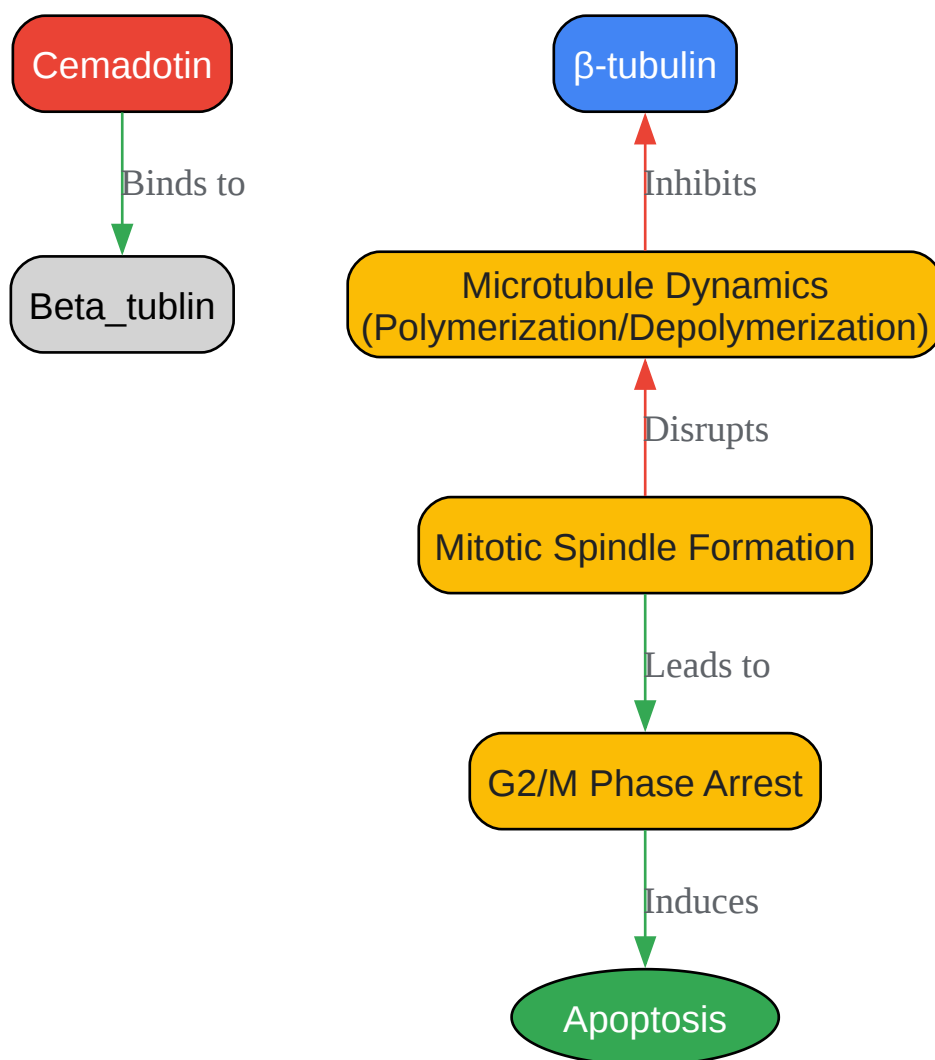 Cemadotin
Binds to
Beta_tublin
β-tubulin
Inhibits
Microtubule Dynamics
(Polymerization/Depolymerization)
Disrupts
Mitotic Spindle Formation
Leads to
G2/M Phase Arrest
Induces
Apoptosis